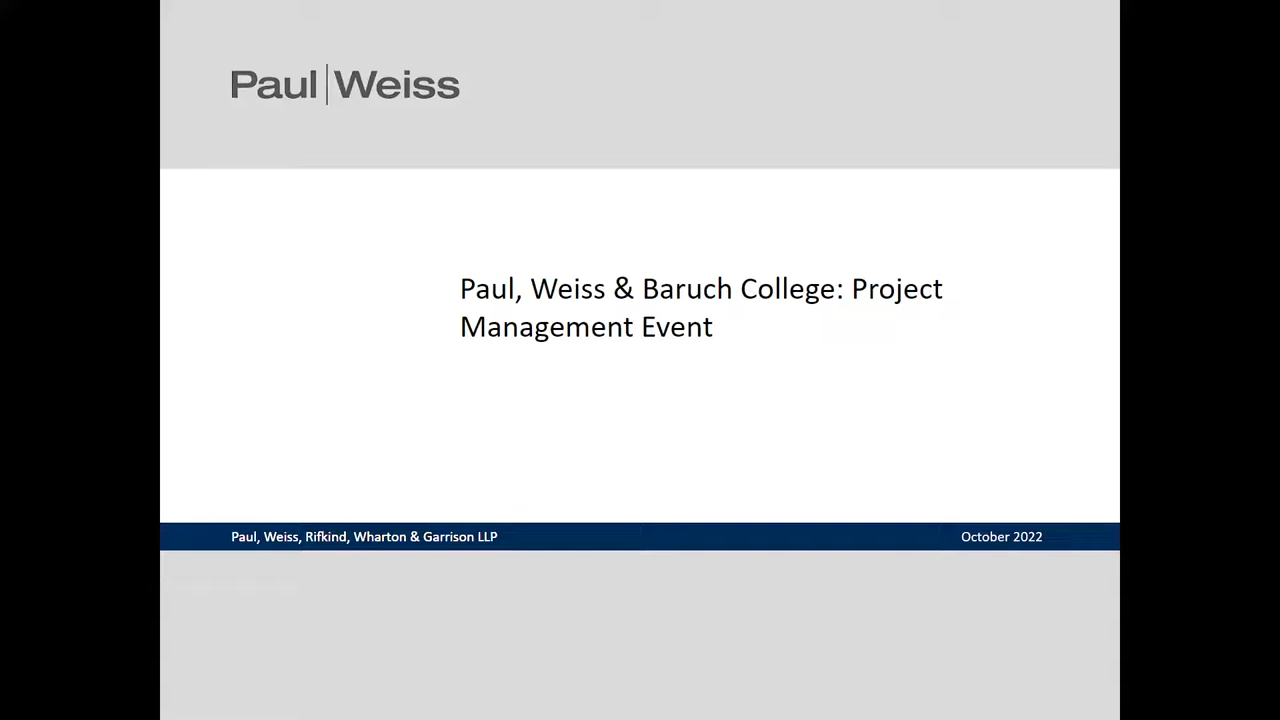 Paul|Weiss
Paul, Weiss & Baruch College: Project
Management Event
Paul, Weiss, Rifkind, Wharton & Garrison LLP
October 2022